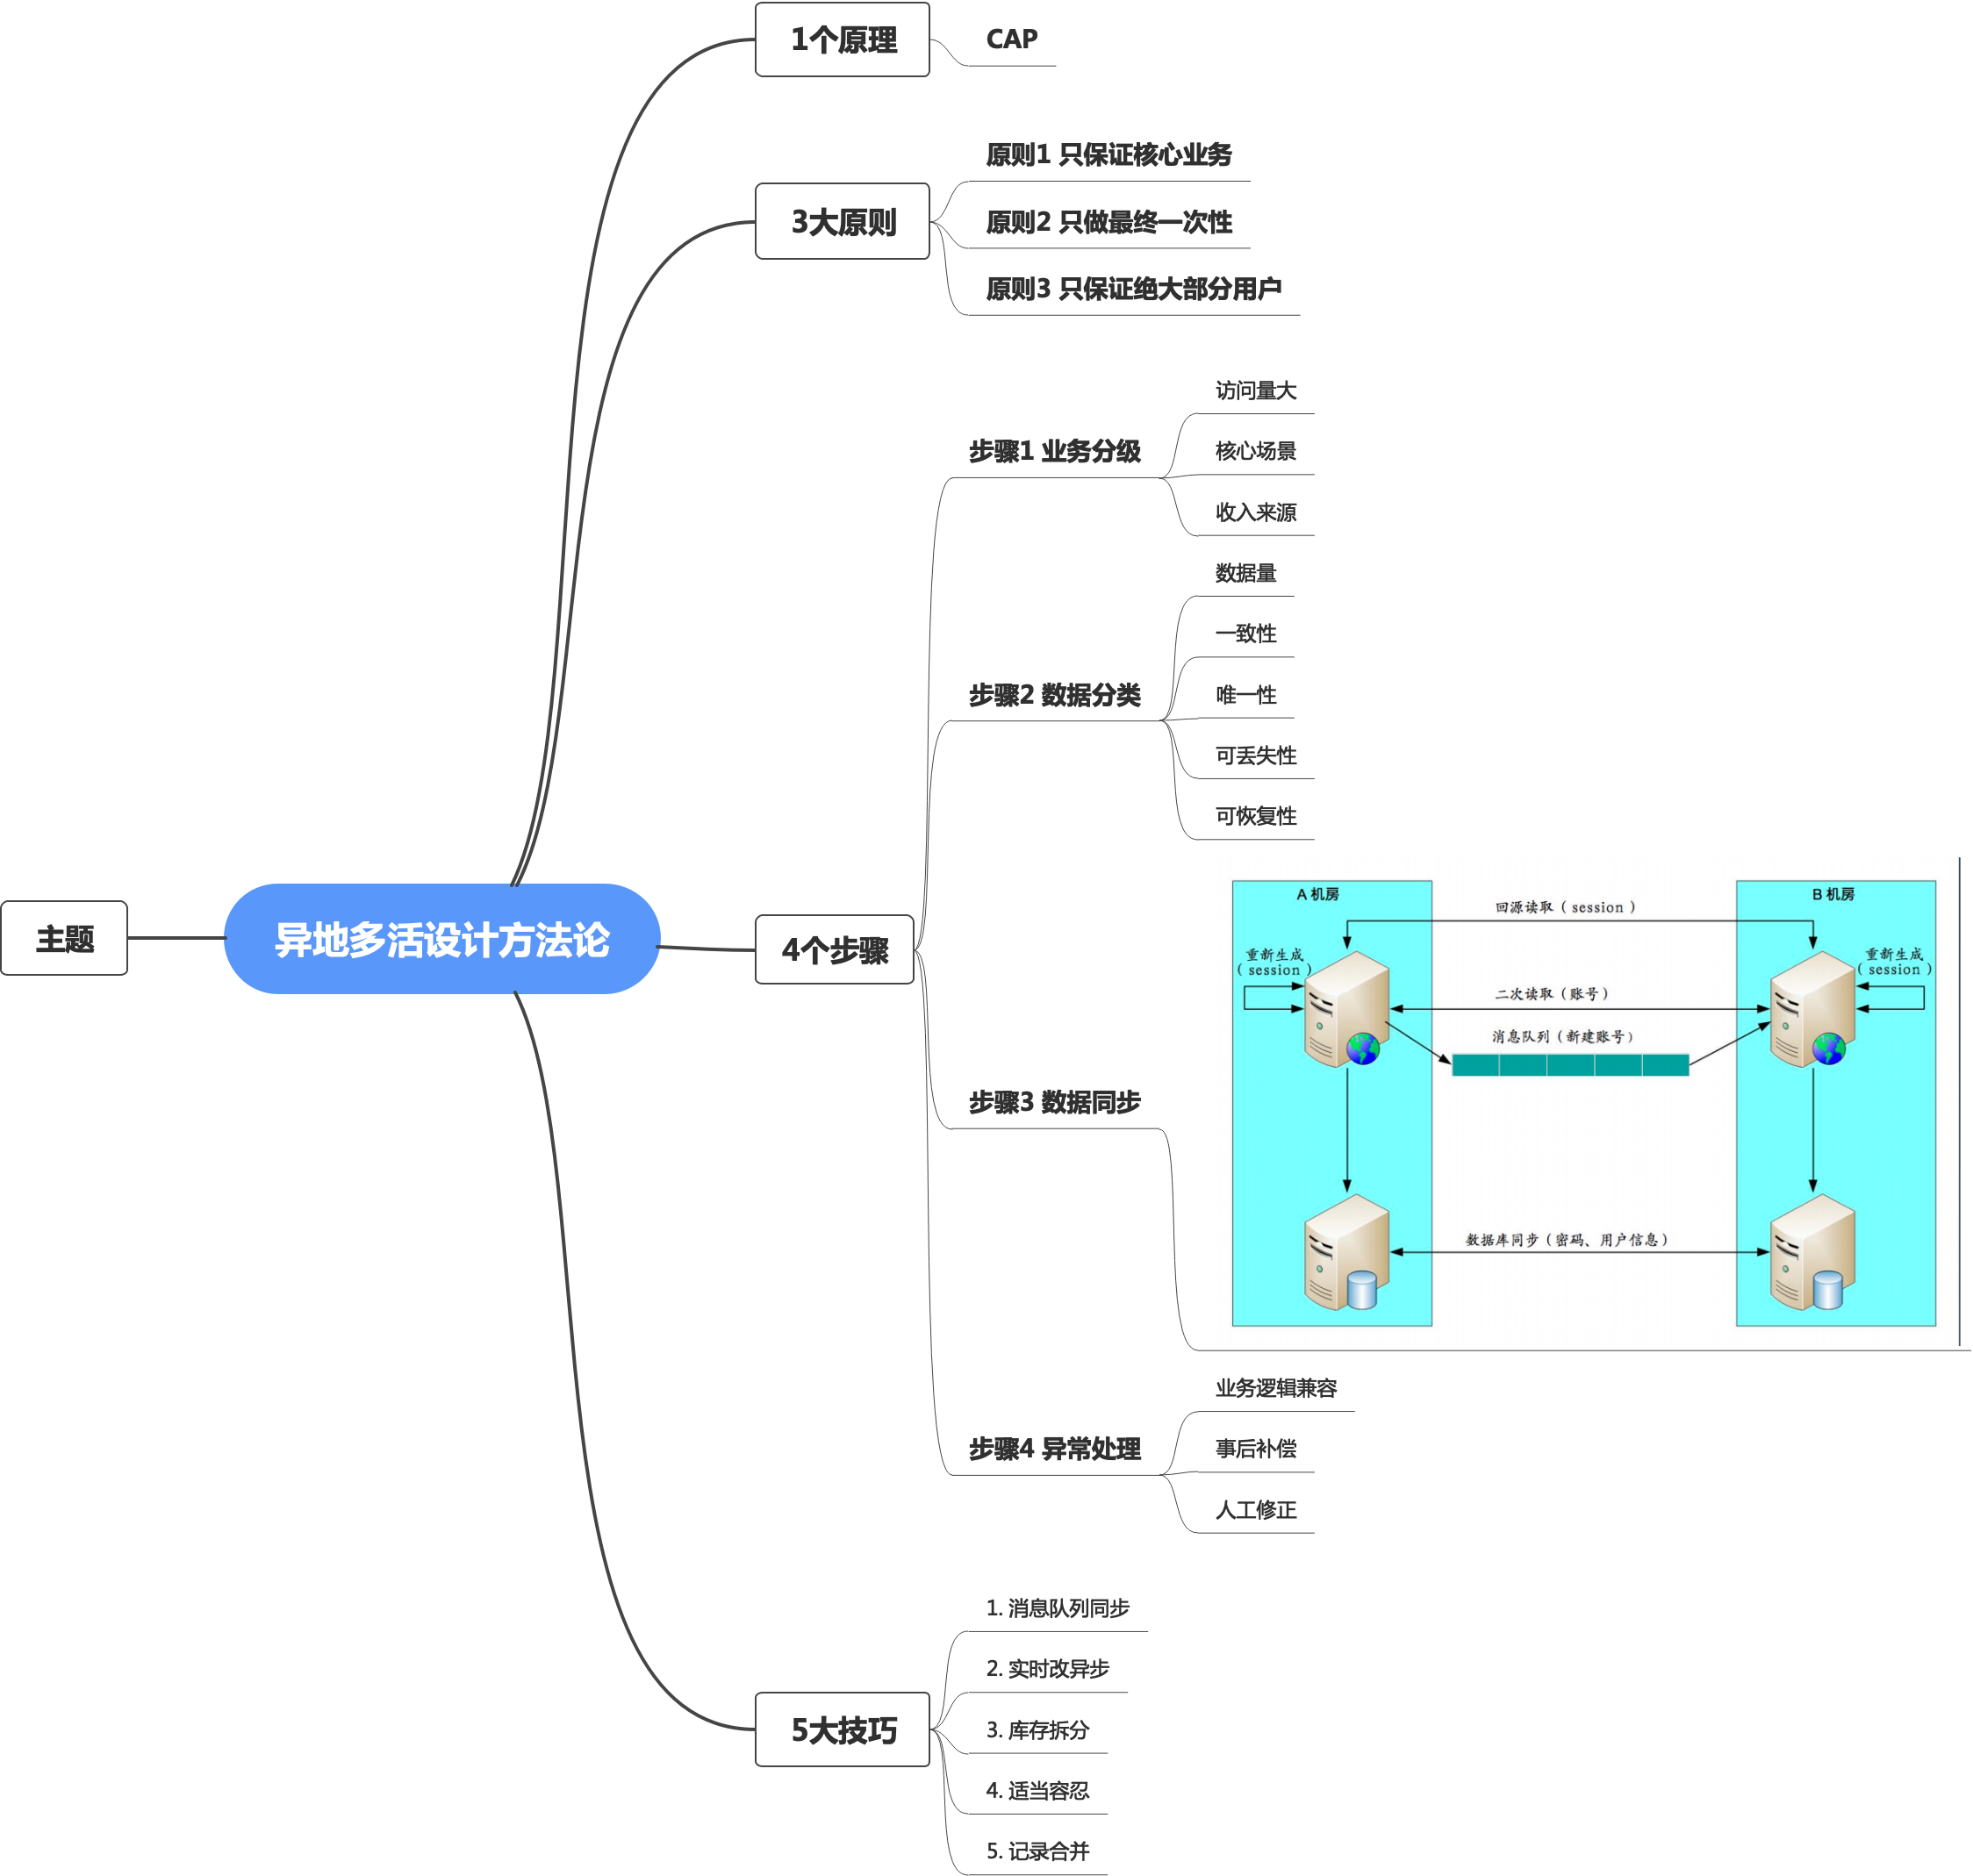 主题
异地多活设计方法论
1个原理
CAP
3大原则
原则1 只保证核心业务
原则2 只做最终一次性
原则3 只保证绝大部分用户
4个步骤
步骤1 业务分级
访问量大
核心场景
收入来源
步骤2 数据分类
数据量
一致性
唯一性
可丢失性
可恢复性
步骤3 数据同步
A 机房
B 机房
回源读取（session）
重新生成
（session）
重新生成
（session）
二次读取（账号）
消息队列（新建账号）
数据库同步（密码、用户信息）
步骤4 异常处理
业务逻辑兼容
事后补偿
人工修正
5大技巧
1. 消息队列同步
2. 实时改异步
3. 库存拆分
4. 适当容忍
5. 记录合并